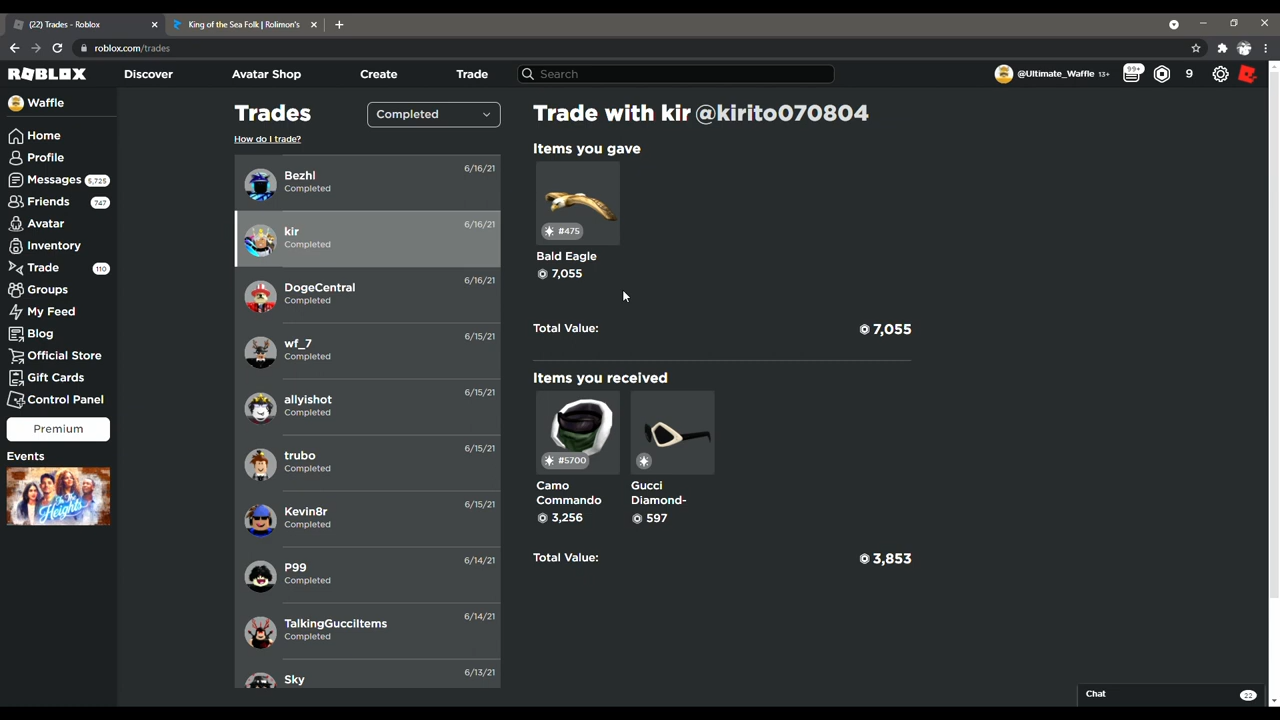 (22) Trades - Roblox
King of the Sea Folk | Rolimon's
roblox.com/trades
ROBLOX
Discover
Avatar Shop
Create
Trade
Search
@Ultimate_Waffle 13+
99+
9
Waffle
Home
Profile
Messages 5,725
Friends 747
Avatar
Inventory
Trade 110
Groups
My Feed
Blog
Official Store
Gift Cards
Control Panel
Premium
Events
In the Heights
Trades
Completed
How do I trade?
Bezhl 6/16/21
Completed
kir 6/16/21
Completed
DogeCentral 6/16/21
Completed
wf_7 6/15/21
Completed
allyishot 6/15/21
Completed
trubo 6/15/21
Completed
Kevin8r 6/15/21
Completed
P99 6/14/21
Completed
TalkingGucciItems 6/14/21
Completed
Sky 6/13/21
Trade with kir @kirito070804
Items you gave
#475
Bald Eagle
7,055
Total Value: 7,055
Items you received
#5700
Camo
Commando
3,256
Gucci
Diamond-
597
Total Value: 3,853
Chat 22